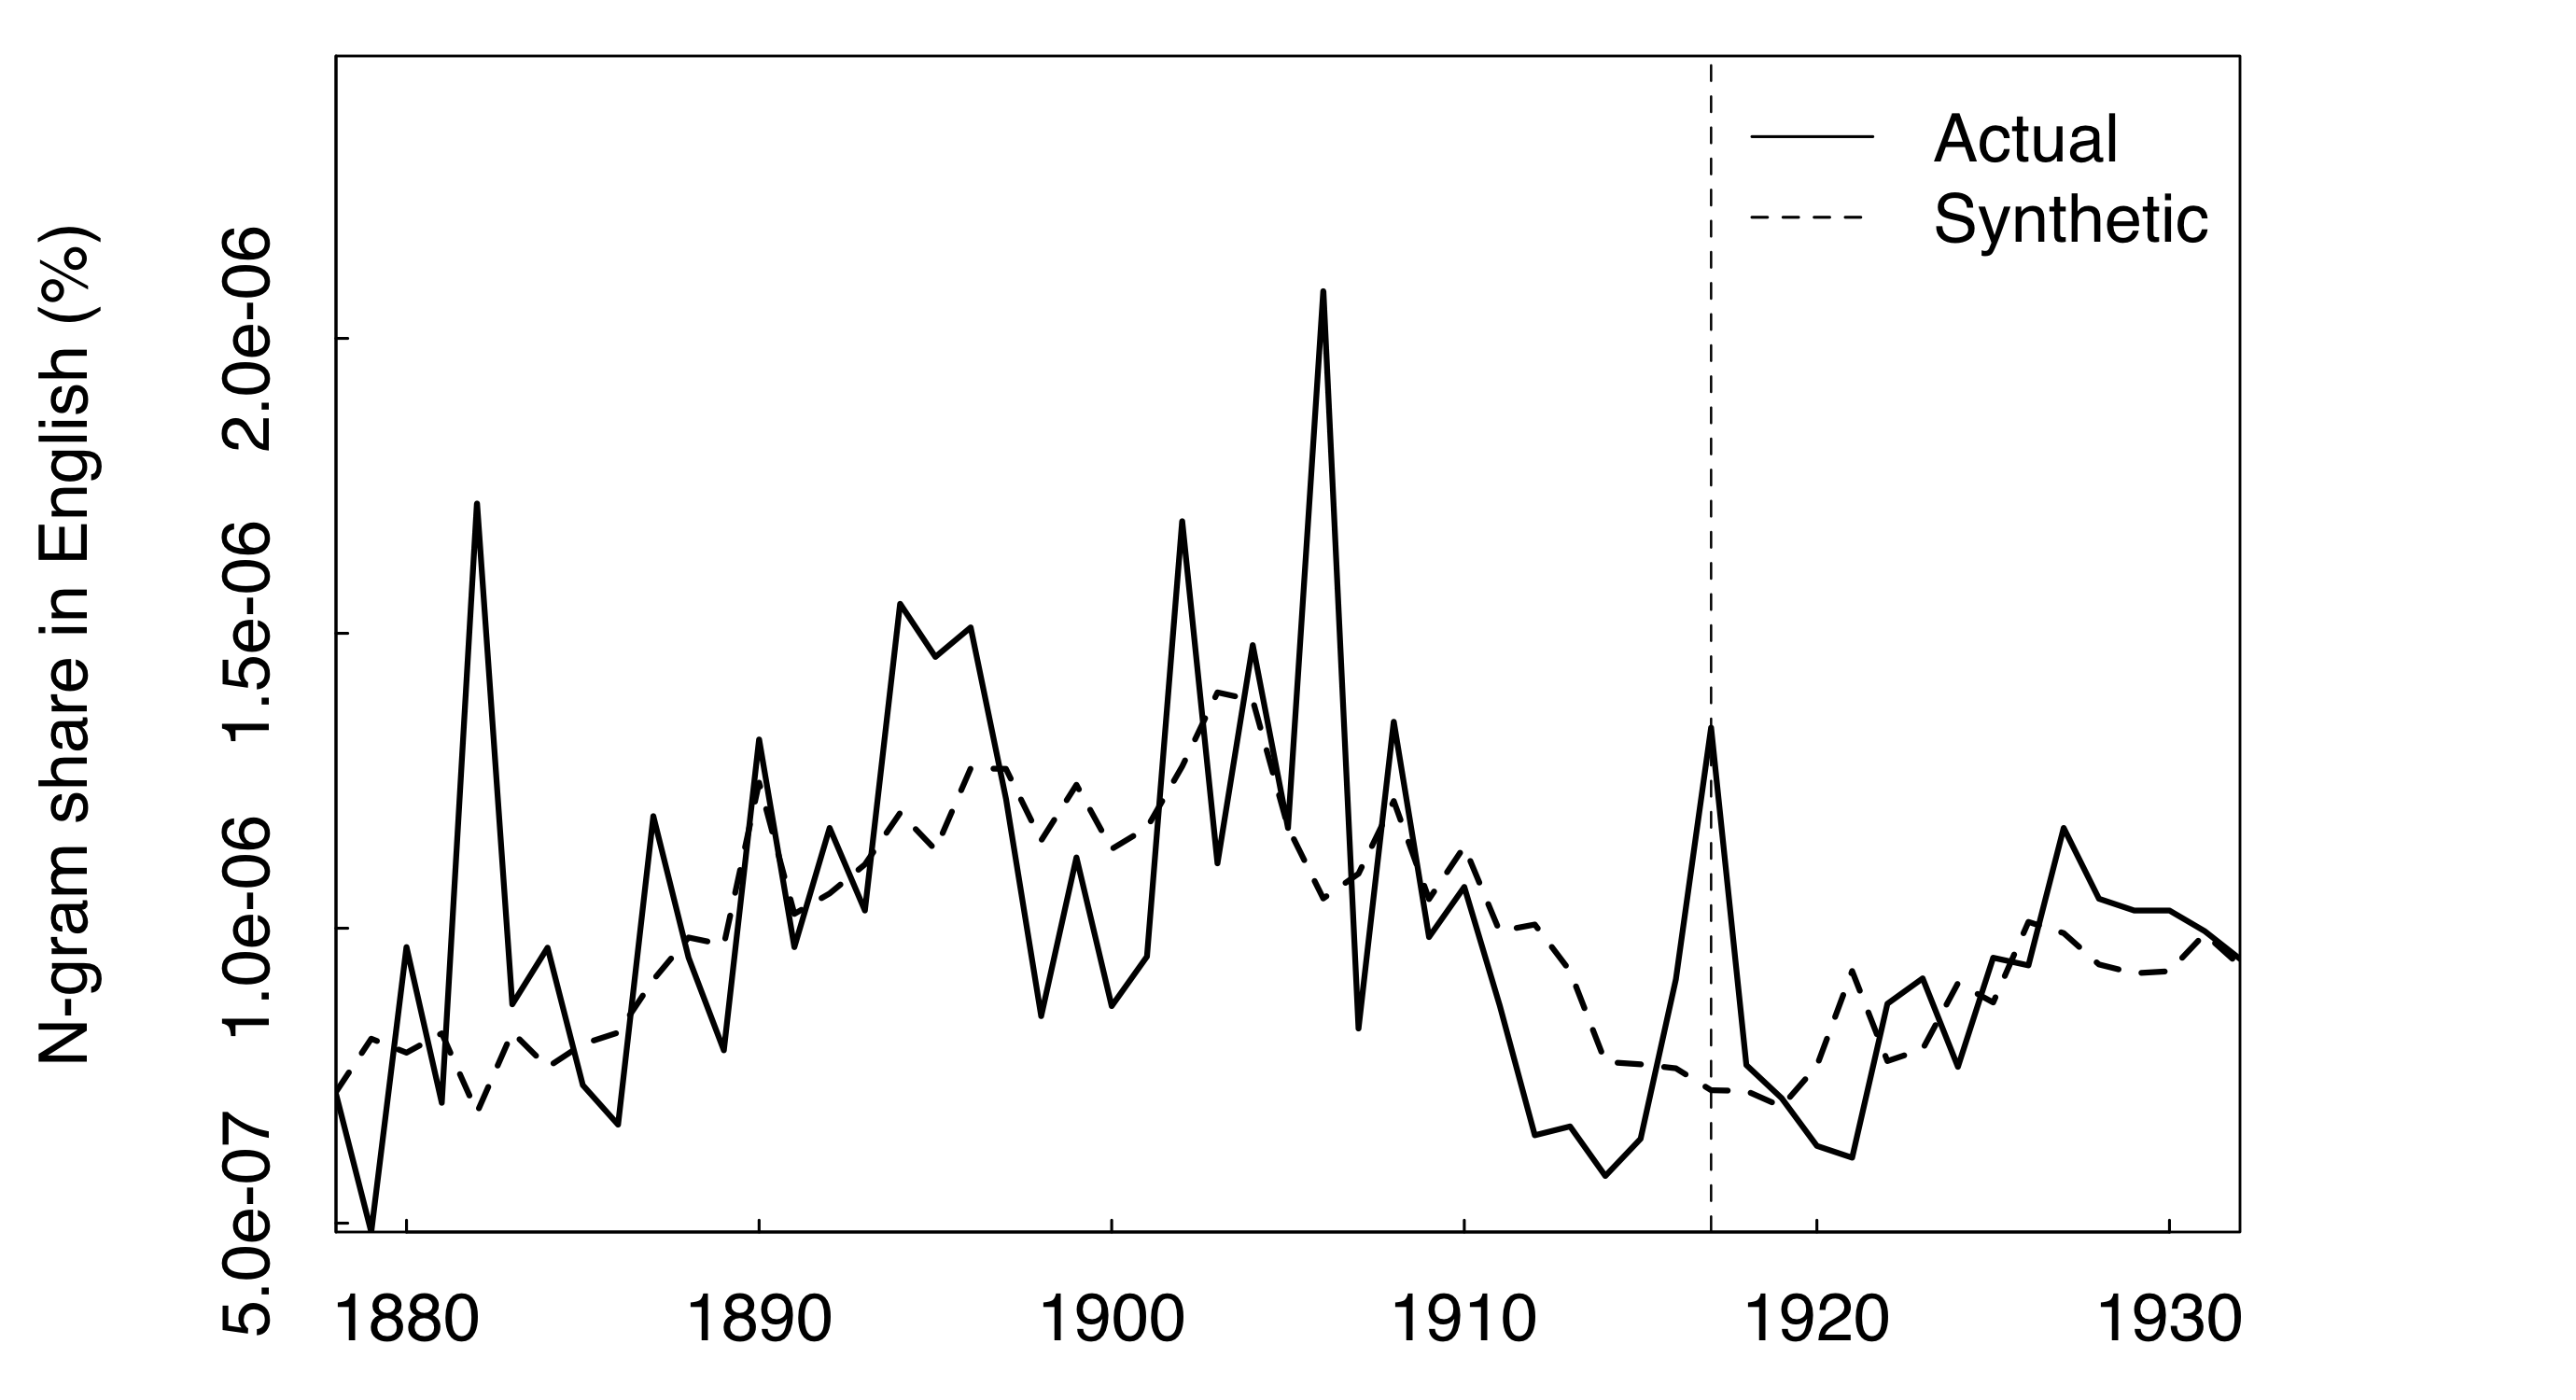 N-gram share in English (%)
2.0e-06
1.5e-06
1.0e-06
5.0e-07
Actual
Synthetic
1880 1890 1900 1910 1920 1930